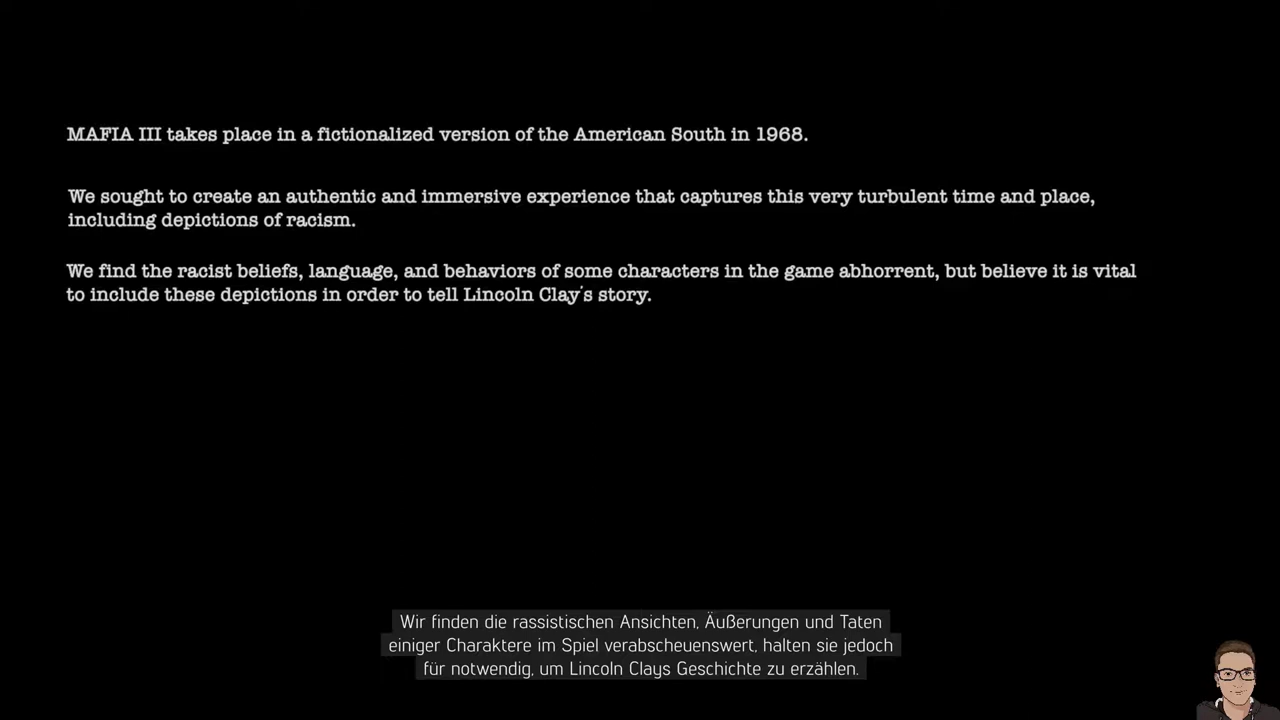 MAFIA III takes place in a fictionalized version of the American South in 1968.
We sought to create an authentic and immersive experience that captures this very turbulent time and place,
including depictions of racism.
We find the racist beliefs, language, and behaviors of some characters in the game abhorrent, but believe it is vital
to include these depictions in order to tell Lincoln Clay's story.
Wir finden die rassistischen Ansichten, Äußerungen und Taten
einiger Charaktere im Spiel verabscheuenswert, halten sie jedoch
für notwendig, um Lincoln Clays Geschichte zu erzählen.